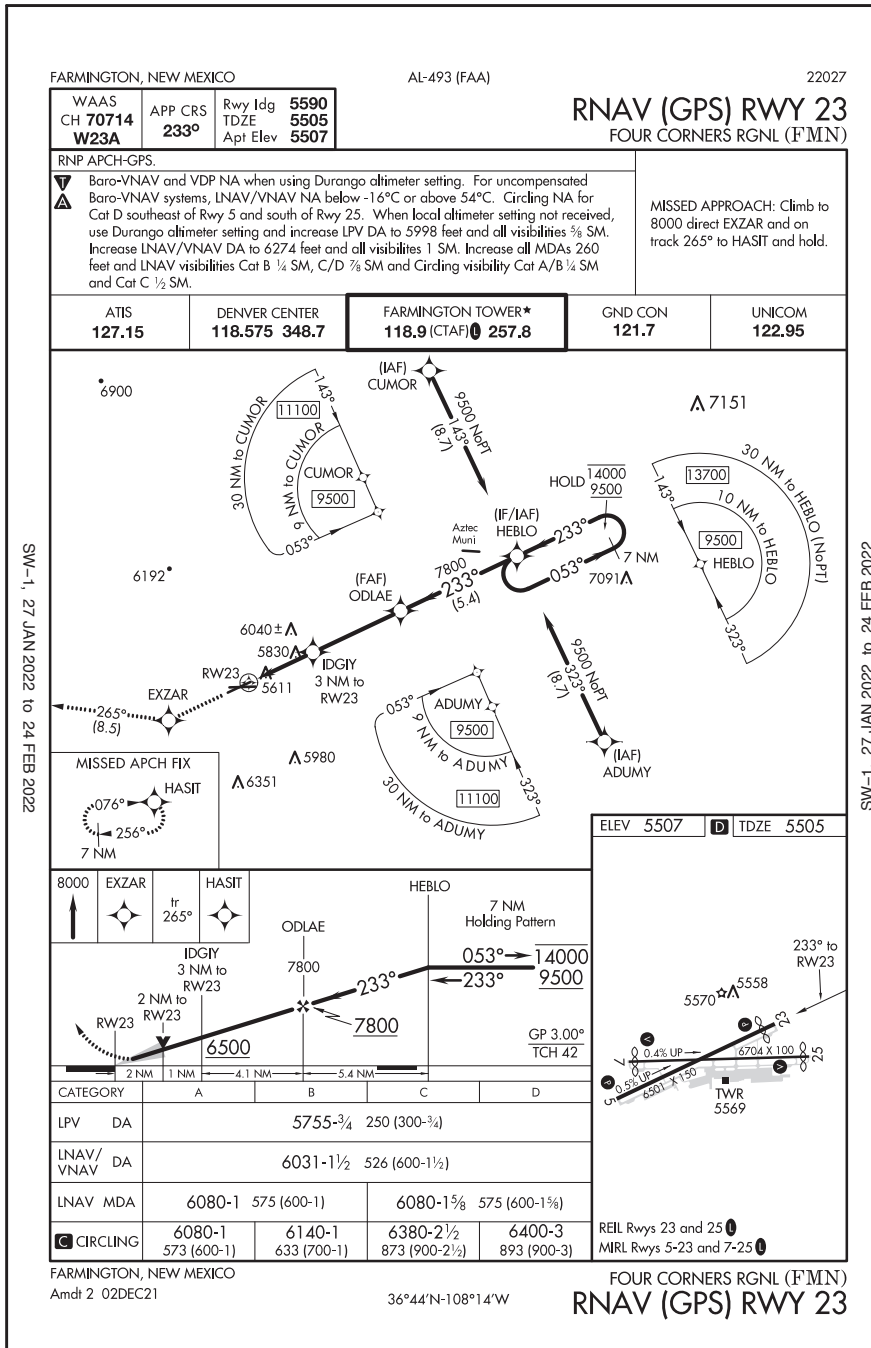 FARMINGTON, NEW MEXICO
AL-493 (FAA)
22027
WAAS
CH 70714
W23A
APP CRS
233°
Rwy Idg 5590
TDZE 5505
Apt Elev 5507
RNAV (GPS) RWY 23
FOUR CORNERS RGNL (FMN)
RNP APCH-GPS.
T
A
Baro-VNAV and VDP NA when using Durango altimeter setting. For uncompensated
Baro-VNAV systems, LNAV/VNAV NA below -16°C or above 54°C. Circling NA for
Cat D southeast of Rwy 5 and south of Rwy 25. When local altimeter setting not received,
use Durango altimeter setting and increase LPV DA to 5998 feet and all visibilities ⅝ SM.
Increase LNAV/VNAV DA to 6274 feet and all visibilites 1 SM. Increase all MDAs 260
feet and LNAV visibilities Cat B ¼ SM, C/D ⅞ SM and Circling visibility Cat A/B ¼ SM
and Cat C ½ SM.
MISSED APPROACH: Climb to
8000 direct EXZAR and on
track 265° to HASIT and hold.
ATIS
127.15
DENVER CENTER
118.575 348.7
FARMINGTON TOWER★
118.9 (CTAF) L 257.8
GND CON
121.7
UNICOM
122.95
6900
(IAF)
CUMOR
9500 NoPT
143°
(8.7)
7151
30 NM to CUMOR
11100
143°
9 NM to CUMOR
CUMOR
9500
053°
HOLD 14000
9500
(IF/IAF)
HEBLO
Aztec
Muni
233°
053°
7 NM
7091
30 NM to HEBLO (NoPT)
13700
143°
10 NM to HEBLO
9500
HEBLO
323°
6192
(FAF)
ODLAE
7800
233°
(5.4)
6040±
5830
IDGIY
3 NM to
RW23
RW23
5611
EXZAR
265°
(8.5)
9500 NoPT
323°
(8.7)
(IAF)
ADUMY
053°
ADUMY
9500
9 NM to ADUMY
323°
11100
30 NM to ADUMY
5980
6351
MISSED APCH FIX
HASIT
076°
256°
7 NM
SW-1, 27 JAN 2022 to 24 FEB 2022
SW-1, 27 JAN 2022 to 24 FEB 2022
8000
EXZAR
tr
265°
HASIT
HEBLO
7 NM
Holding Pattern
ODLAE
7800
053°
14000
233°
9500
233°
IDGIY
3 NM to
RW23
2 NM to
RW23
RW23
7800
6500
GP 3.00°
TCH 42
2 NM
1 NM
4.1 NM
5.4 NM
ELEV 5507
D
TDZE 5505
233° to
RW23
5570
5558
P
23
V
7
0.4% UP
6704 X 100
25
V
P
5
0.5% UP
6501 X 150
TWR
5569
REIL Rwys 23 and 25 L
MIRL Rwys 5-23 and 7-25 L
CATEGORY A B C D
LPV DA 5755-¾ 250 (300-¾)
LNAV/
VNAV DA 6031-1½ 526 (600-1½)
LNAV MDA 6080-1 575 (600-1) 6080-1⅝ 575 (600-1⅝)
C CIRCLING 6080-1 6140-1 6380-2½ 6400-3
573 (600-1) 633 (700-1) 873 (900-2½) 893 (900-3)
FARMINGTON, NEW MEXICO
Amdt 2 02DEC21
36°44'N-108°14'W
FOUR CORNERS RGNL (FMN)
RNAV (GPS) RWY 23